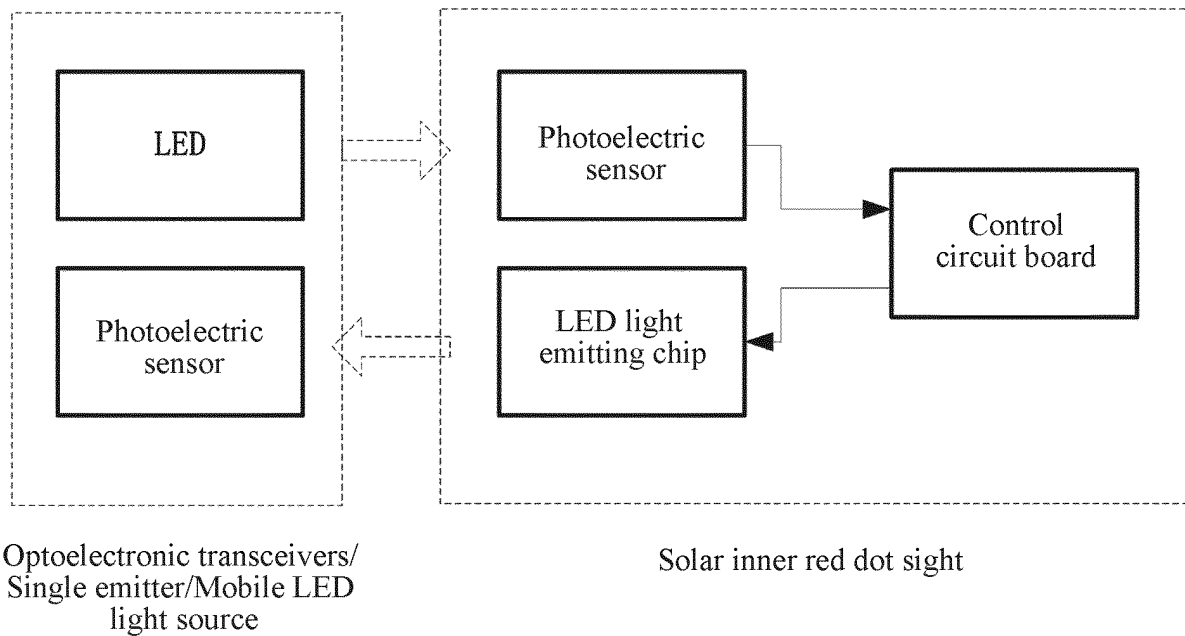 LED
Photoelectric
sensor
Photoelectric
sensor
LED light
emitting chip
Control
circuit board
Optoelectronic transceivers/
Single emitter/Mobile LED
light source
Solar inner red dot sight